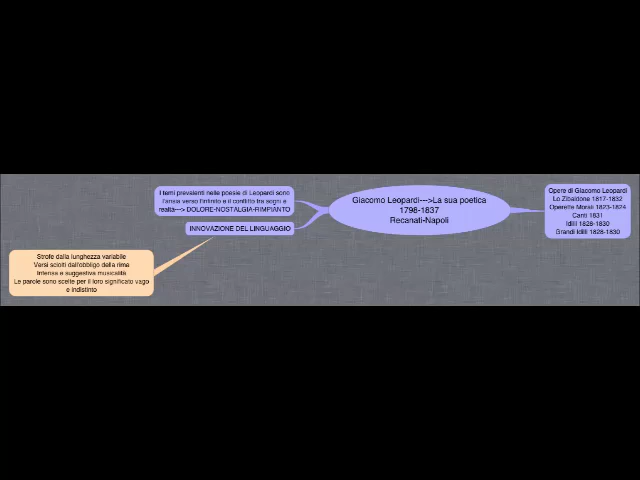 I temi prevalenti nelle poesie di Leopardi sono
l'ansia verso l'infinito e il conflitto tra sogni e
realtà---> DOLORE-NOSTALGIA-RIMPIANTO
INNOVAZIONE DEL LINGUAGGIO
Strofe dalla lunghezza variabile
Versi sciolti dall'obbligo della rima
Intensa e suggestiva musicalità
Le parole sono scelte per il loro significato vago
e indistinto
Giacomo Leopardi--->La sua poetica
1798-1837
Recanati-Napoli
Opere di Giacomo Leopardi
Lo Zibaldone 1817-1832
Operette Morali 1823-1824
Canti 1831
Idilli 1828-1830
Grandi Idilli 1828-1830